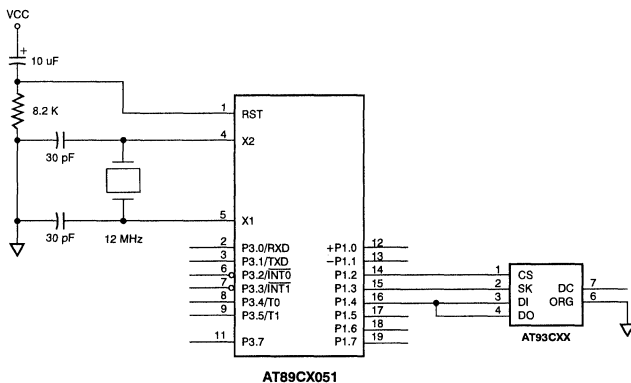 VCC
+
10 uF
8.2 K
1 RST
4 X2
30 pF
5 X1
30 pF 12 MHz
2 P3.0/RXD +P1.0 12
3 P3.1/TXD −P1.1 13
6 P3.2/INT0 P1.2 14 1 CS
7 P3.3/INT1 P1.3 15 2 SK DC 7
8 P3.4/T0 P1.4 16 3 DI ORG 6
9 P3.5/T1 P1.5 17 4 DO
P1.6 18
11 P3.7 P1.7 19
AT93CXX
AT89CX051